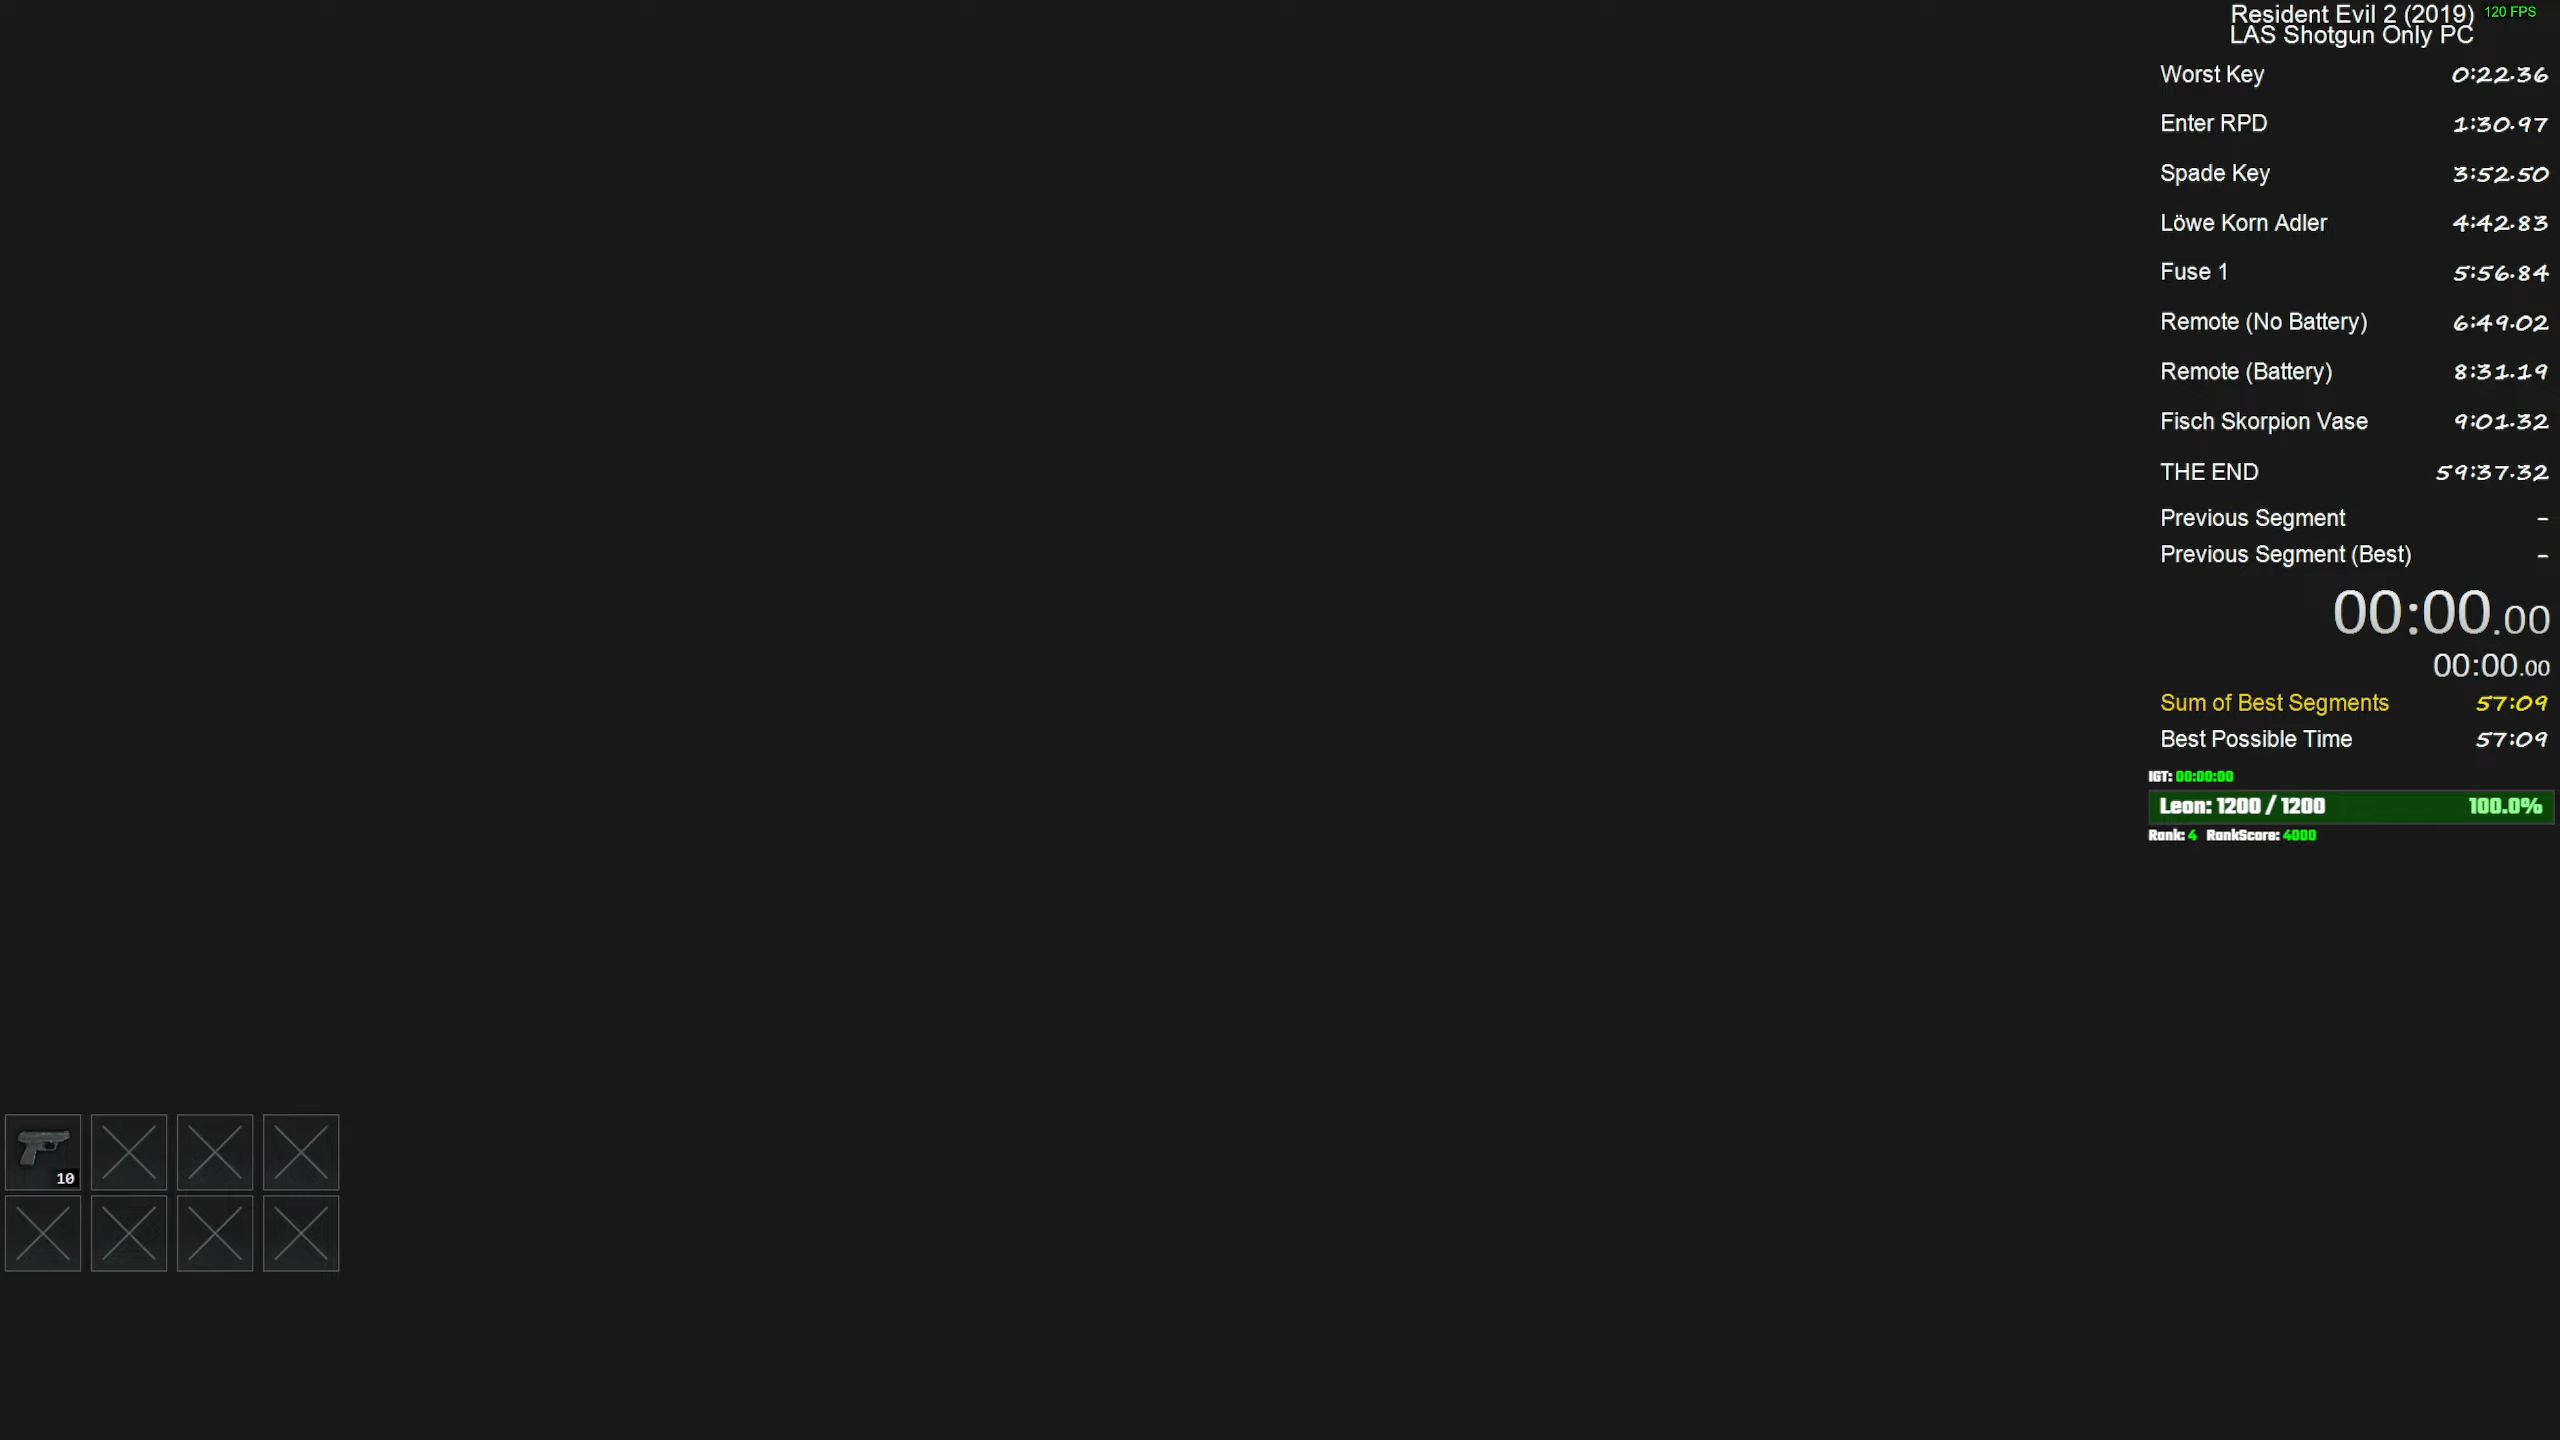 Resident Evil 2 (2019) 120 FPS
LAS Shotgun Only PC
Worst Key 0:22.36
Enter RPD 1:30.97
Spade Key 3:52.50
Löwe Korn Adler 4:42.83
Fuse 1 5:56.84
Remote (No Battery) 6:49.02
Remote (Battery) 8:31.19
Fisch Skorpion Vase 9:01.32
THE END 59:37.32
Previous Segment -
Previous Segment (Best) -
00:00.00
00:00.00
Sum of Best Segments 57:09
Best Possible Time 57:09
IGT: 00:00:00
Leon: 1200 / 1200 100.0%
Rank: 4 RankScore: 4000
10